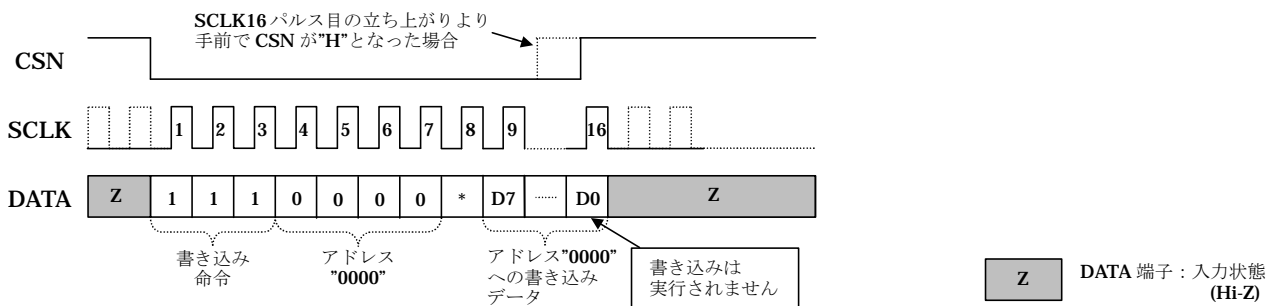 SCLK16 パルス目の立ち上がりより
手前で CSN が"H"となった場合
CSN
SCLK
1 2 3 4 5 6 7 8 9 16
DATA
Z 1 1 1 0 0 0 0 * D7 ...... D0 Z
書き込み
命令
アドレス
"0000"
アドレス"0000"
への書き込み
データ
書き込みは
実行されません
Z
DATA 端子：入力状態
(Hi-Z)